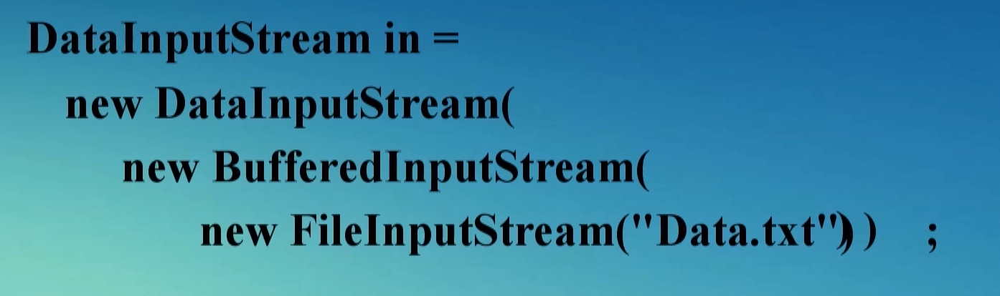 DataInputStream in =
new DataInputStream(
new BufferedInputStream(
new FileInputStream("Data.txt")) ) ;